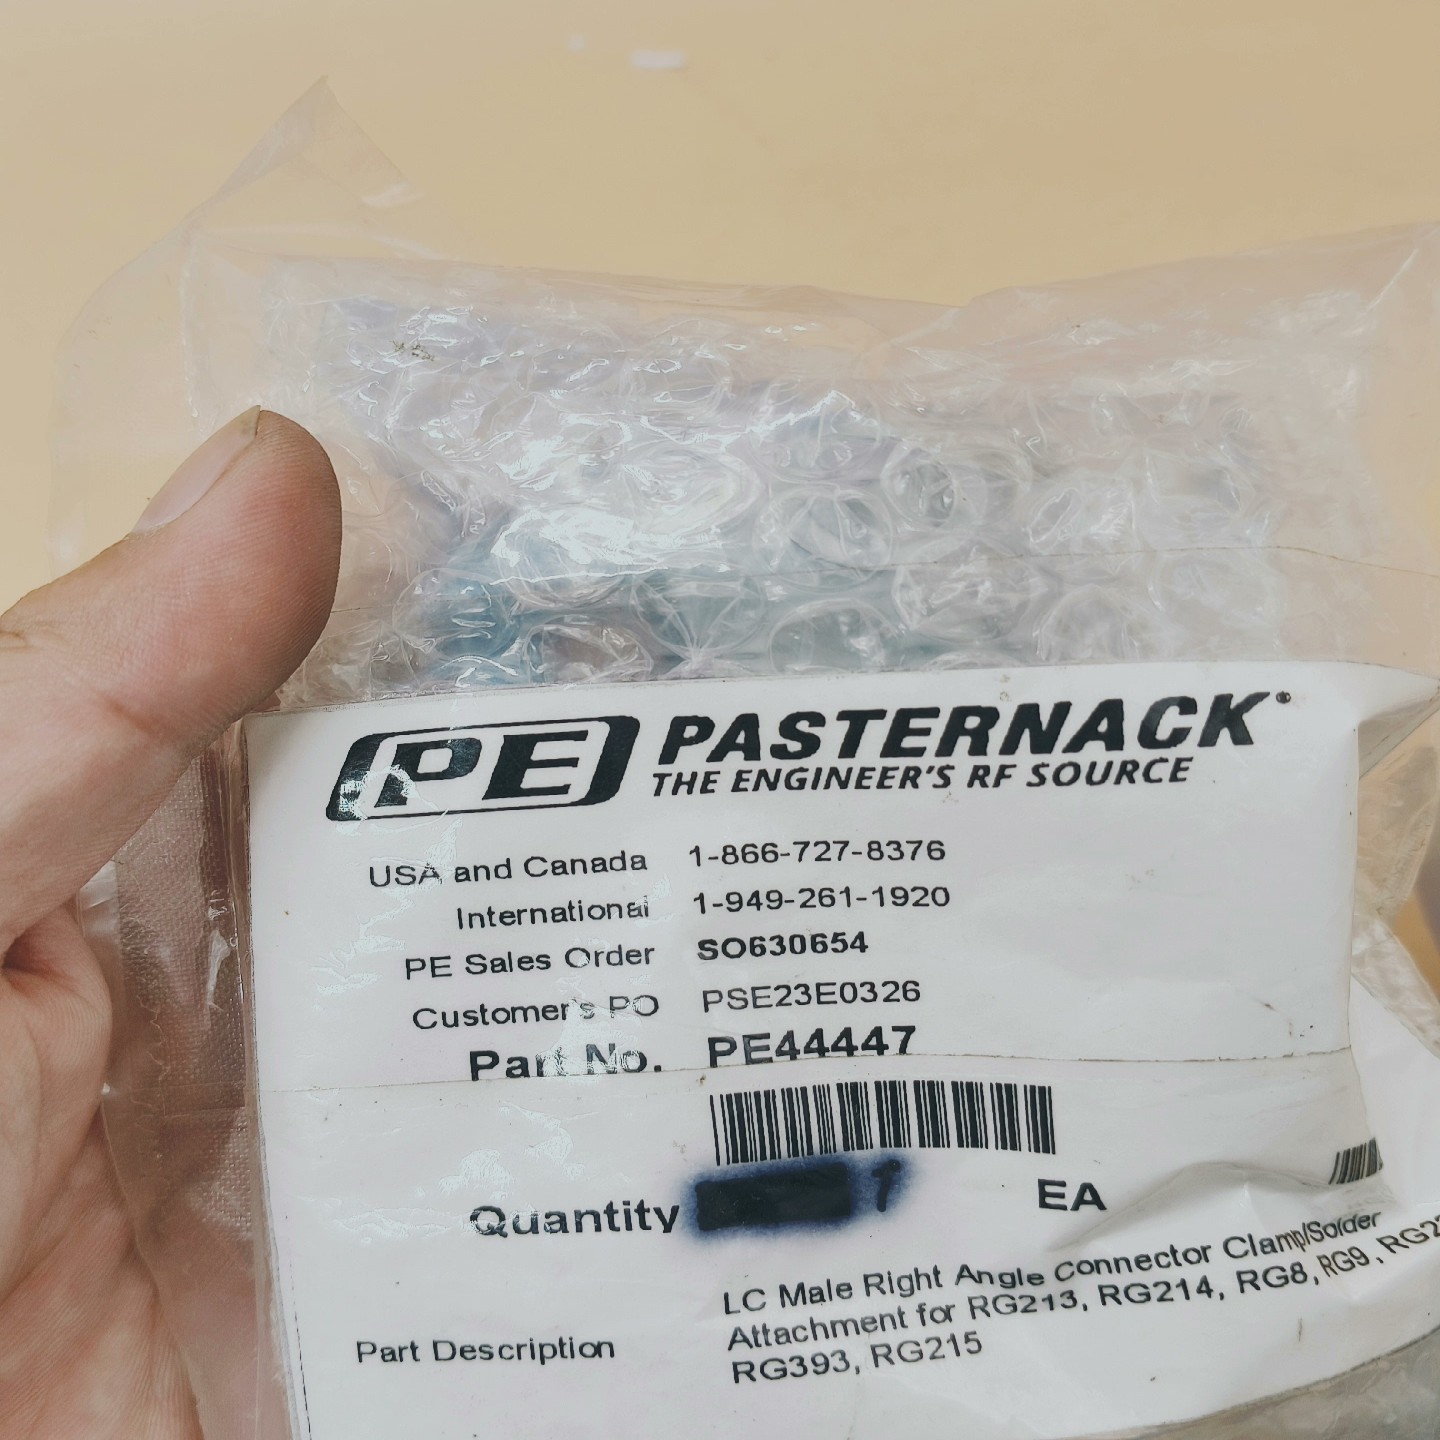 PE PASTERNACK®
THE ENGINEER'S RF SOURCE
USA and Canada 1-866-727-8376
International 1-949-261-1920
PE Sales Order SO630654
Customer's PO PSE23E0326
Part No. PE44447
Quantity 1 EA
Part Description LC Male Right Angle Connector Clamp/Solder
Attachment for RG213, RG214, RG8, RG9,
RG393, RG215